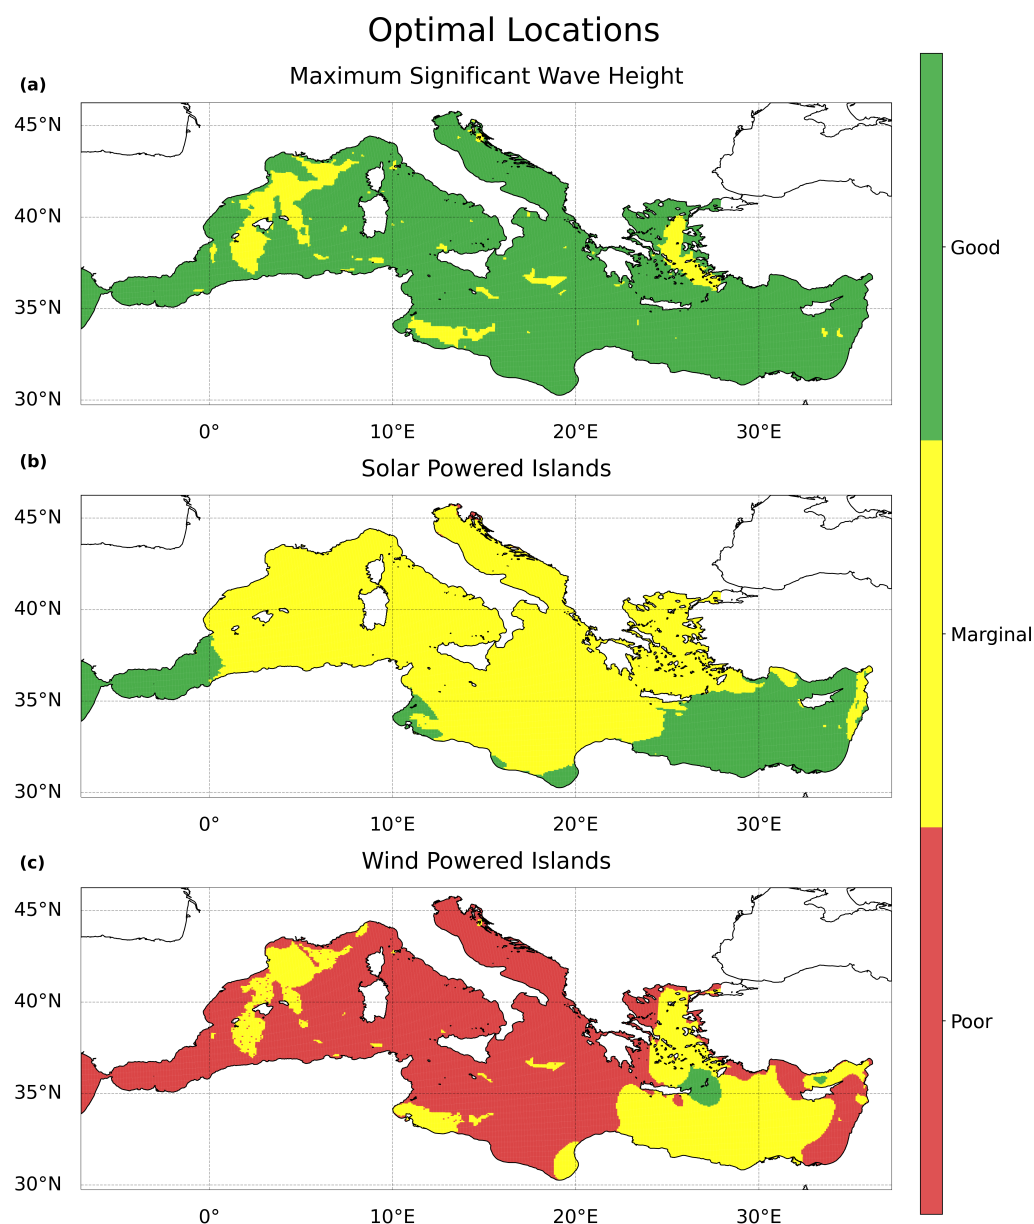 Optimal Locations
(a)
Maximum Significant Wave Height
45°N
40°N
35°N
30°N
0°
10°E
20°E
30°E
(b)
Solar Powered Islands
45°N
40°N
35°N
30°N
0°
10°E
20°E
30°E
(c)
Wind Powered Islands
45°N
40°N
35°N
30°N
0°
10°E
20°E
30°E
Good
Marginal
Poor